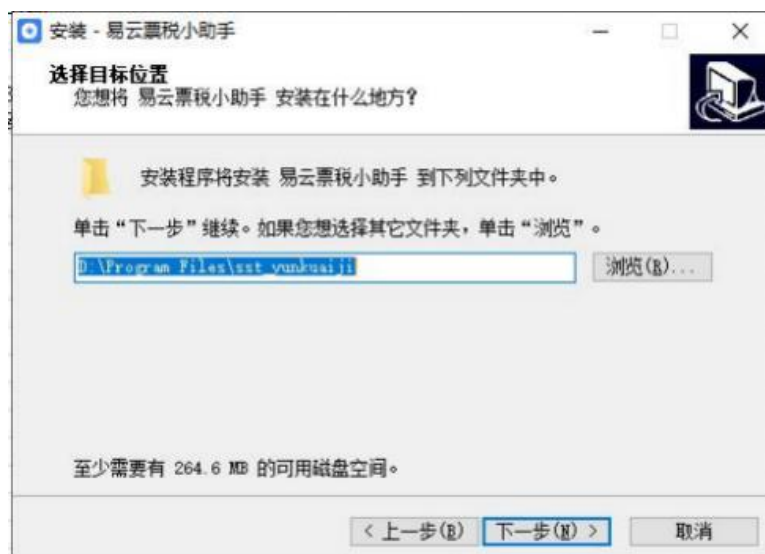 安装 - 易云票税小助手
选择目标位置
您想将 易云票税小助手 安装在什么地方?
安装程序将安装 易云票税小助手 到下列文件夹中。
单击“下一步”继续。如果您想选择其它文件夹，单击“浏览”。
D:\Program Files\sst_yunkuaiji
浏览(R)...
至少需要有 264.6 MB 的可用磁盘空间。
< 上一步(B)
下一步(N) >
取消